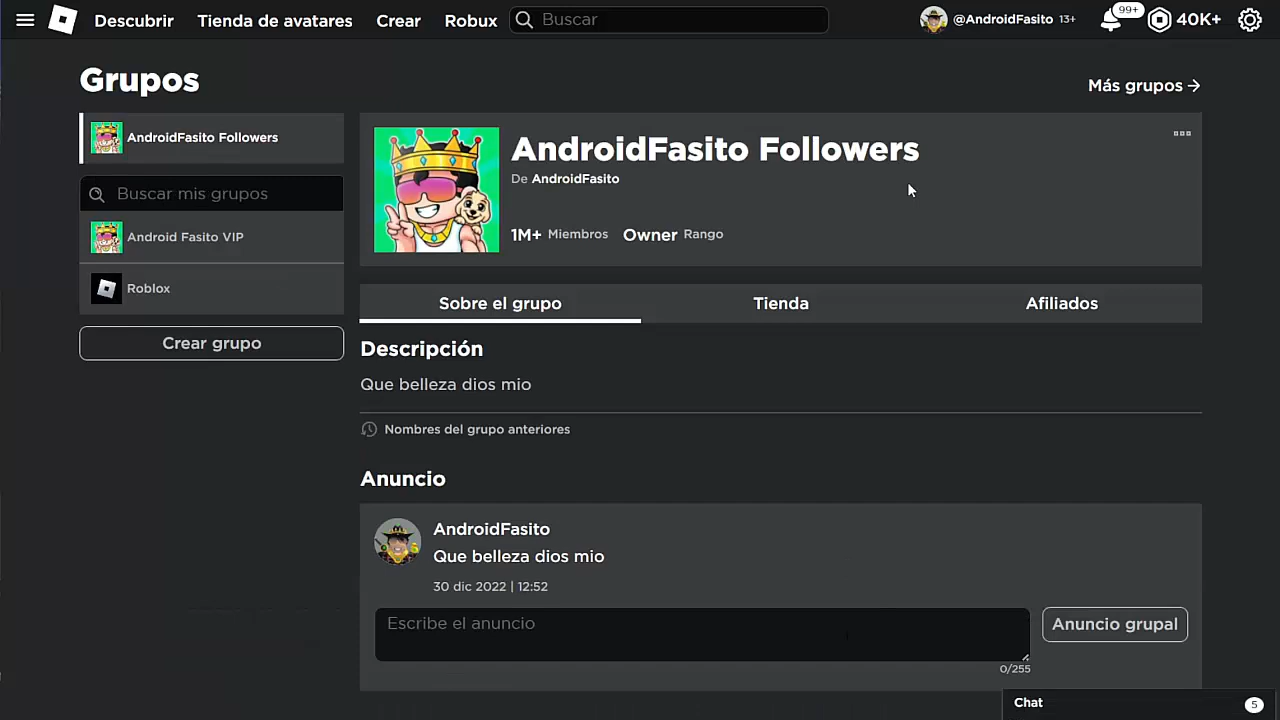 Descubrir Tienda de avatares Crear Robux Buscar @AndroidFasito 13+ 99+ 40K+
Grupos
Más grupos
AndroidFasito Followers
Buscar mis grupos
Android Fasito VIP
Roblox
Crear grupo
AndroidFasito Followers
De AndroidFasito
1M+ Miembros Owner Rango
Sobre el grupo Tienda Afiliados
Descripción
Que belleza dios mio
Nombres del grupo anteriores
Anuncio
AndroidFasito
Que belleza dios mio
30 dic 2022 | 12:52
Escribe el anuncio
Anuncio grupal
0/255
Chat 5